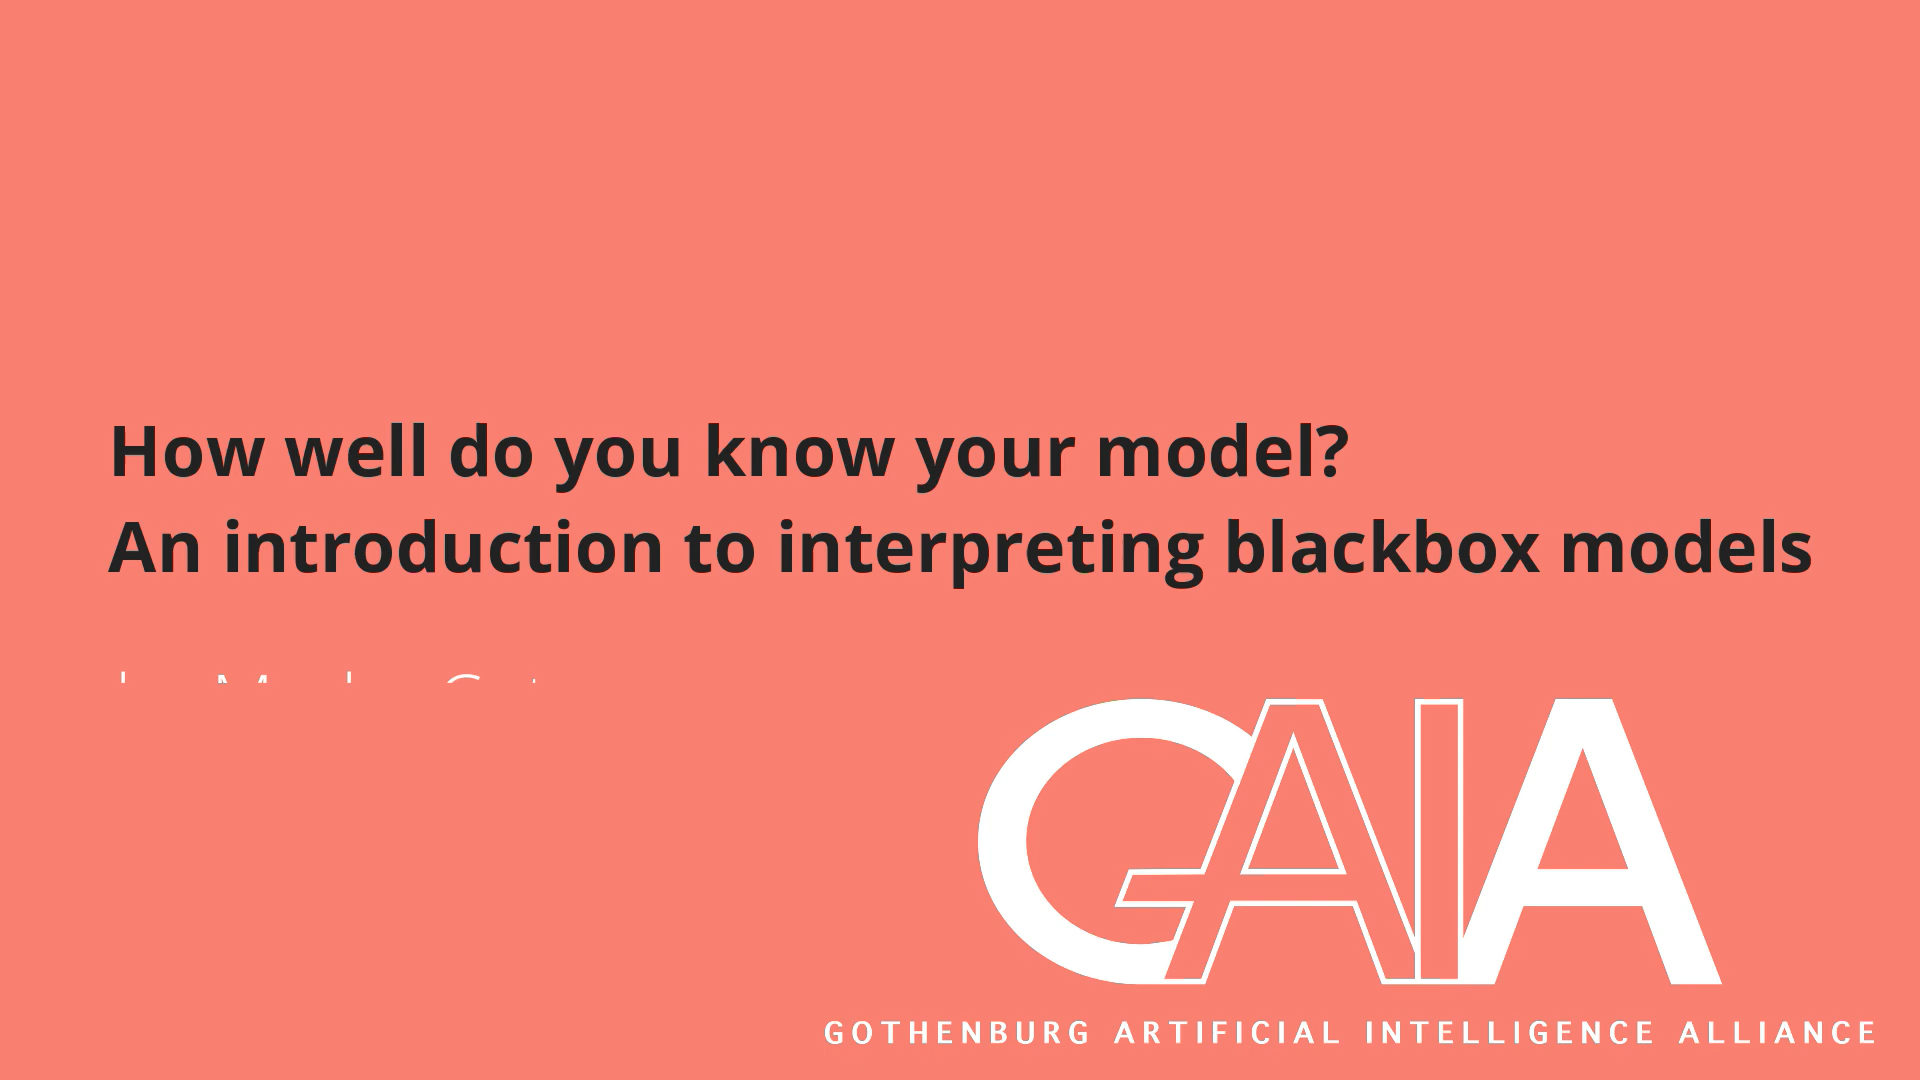 How well do you know your model?
An introduction to interpreting blackbox models
GAIA
GOTHENBURG ARTIFICIAL INTELLIGENCE ALLIANCE